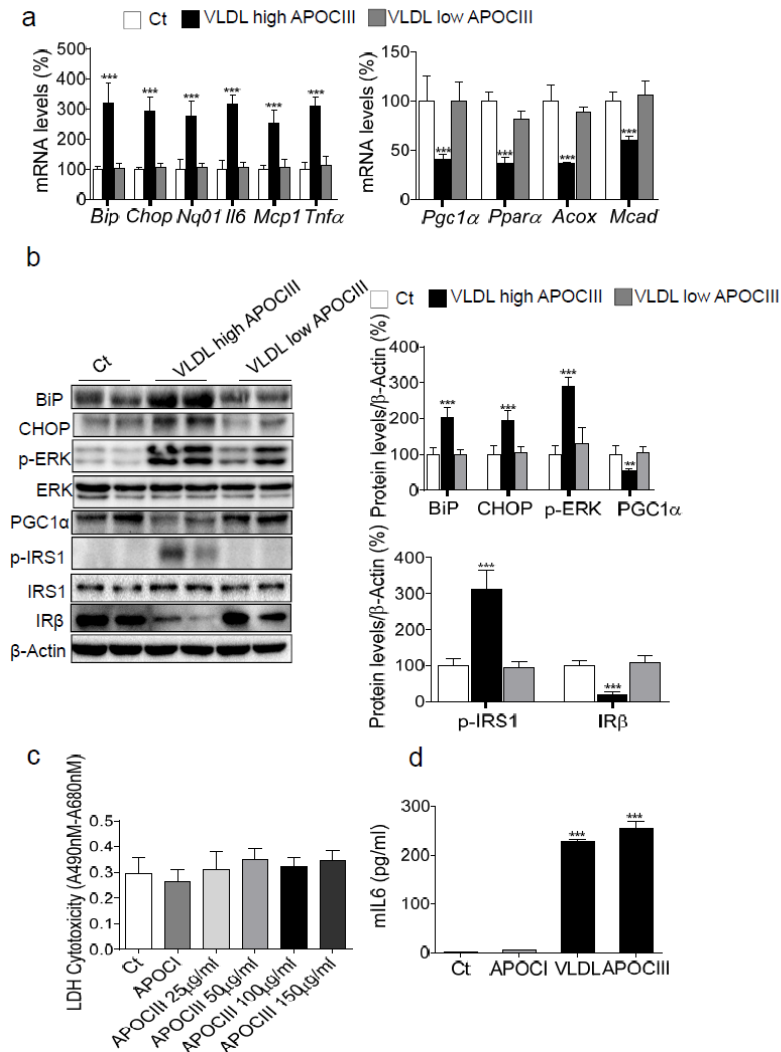 a
Ct VLDL high APOCIII VLDL low APOCIII
mRNA levels (%)
500
400
300
200
100
0
*** *** *** *** *** ***
Bip Chop Nq01 Il6 Mcp1 Tnfα
mRNA levels (%)
150
100
50
0
*** *** *** ***
Pgc1α Pparα Acox Mcad
b
Ct
VLDL high APOCIII
VLDL low APOCIII
BiP
CHOP
p-ERK
ERK
PGC1α
p-IRS1
IRS1
IRβ
β-Actin
Ct VLDL high APOCIII VLDL low APOCIII
Protein levels/β-Actin (%)
400
300
200
100
0
*** *** *** **
BiP CHOP p-ERK PGC1α
Protein levels/β-Actin (%)
400
300
200
100
0
*** ***
p-IRS1 IRβ
c
LDH Cytotoxicity (A490nM-A680nM)
0.5
0.4
0.3
0.2
0.1
0.0
Ct
APOCI
APOCIII 25μg/ml
APOCIII 50μg/ml
APOCIII 100μg/ml
APOCIII 150μg/ml
d
mIL6 (pg/ml)
300
200
100
0
*** ***
Ct APOCI VLDL APOCIII